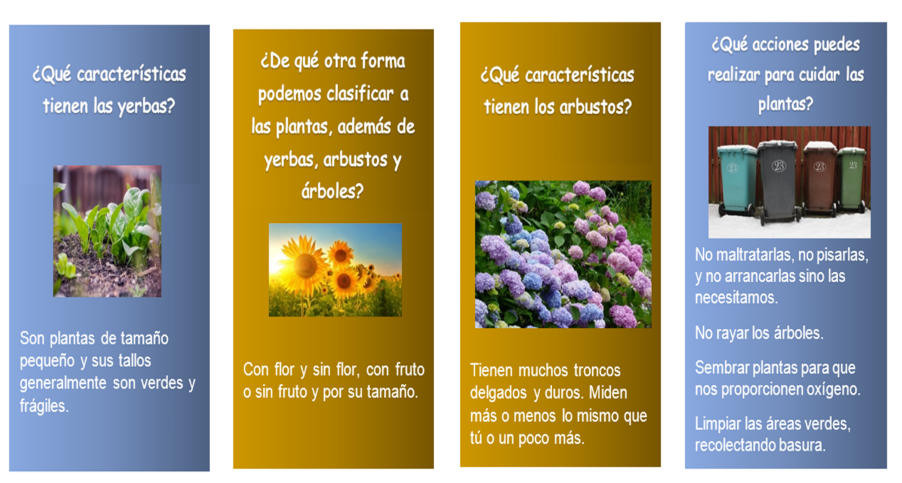 ¿Qué características
tienen las yerbas?
Son plantas de tamaño
pequeño y sus tallos
generalmente son verdes y
frágiles.
¿De qué otra forma
podemos clasificar a
las plantas, además de
yerbas, arbustos y
árboles?
Con flor y sin flor, con fruto
o sin fruto y por su tamaño.
¿Qué características
tienen los arbustos?
Tienen muchos troncos
delgados y duros. Miden
más o menos lo mismo que
tú o un poco más.
¿Qué acciones puedes
realizar para cuidar las
plantas?
23
23
23
23
No maltratarlas, no pisarlas,
y no arrancarlas sino las
necesitamos.
No rayar los árboles.
Sembrar plantas para que
nos proporcionen oxígeno.
Limpiar las áreas verdes,
recolectando basura.